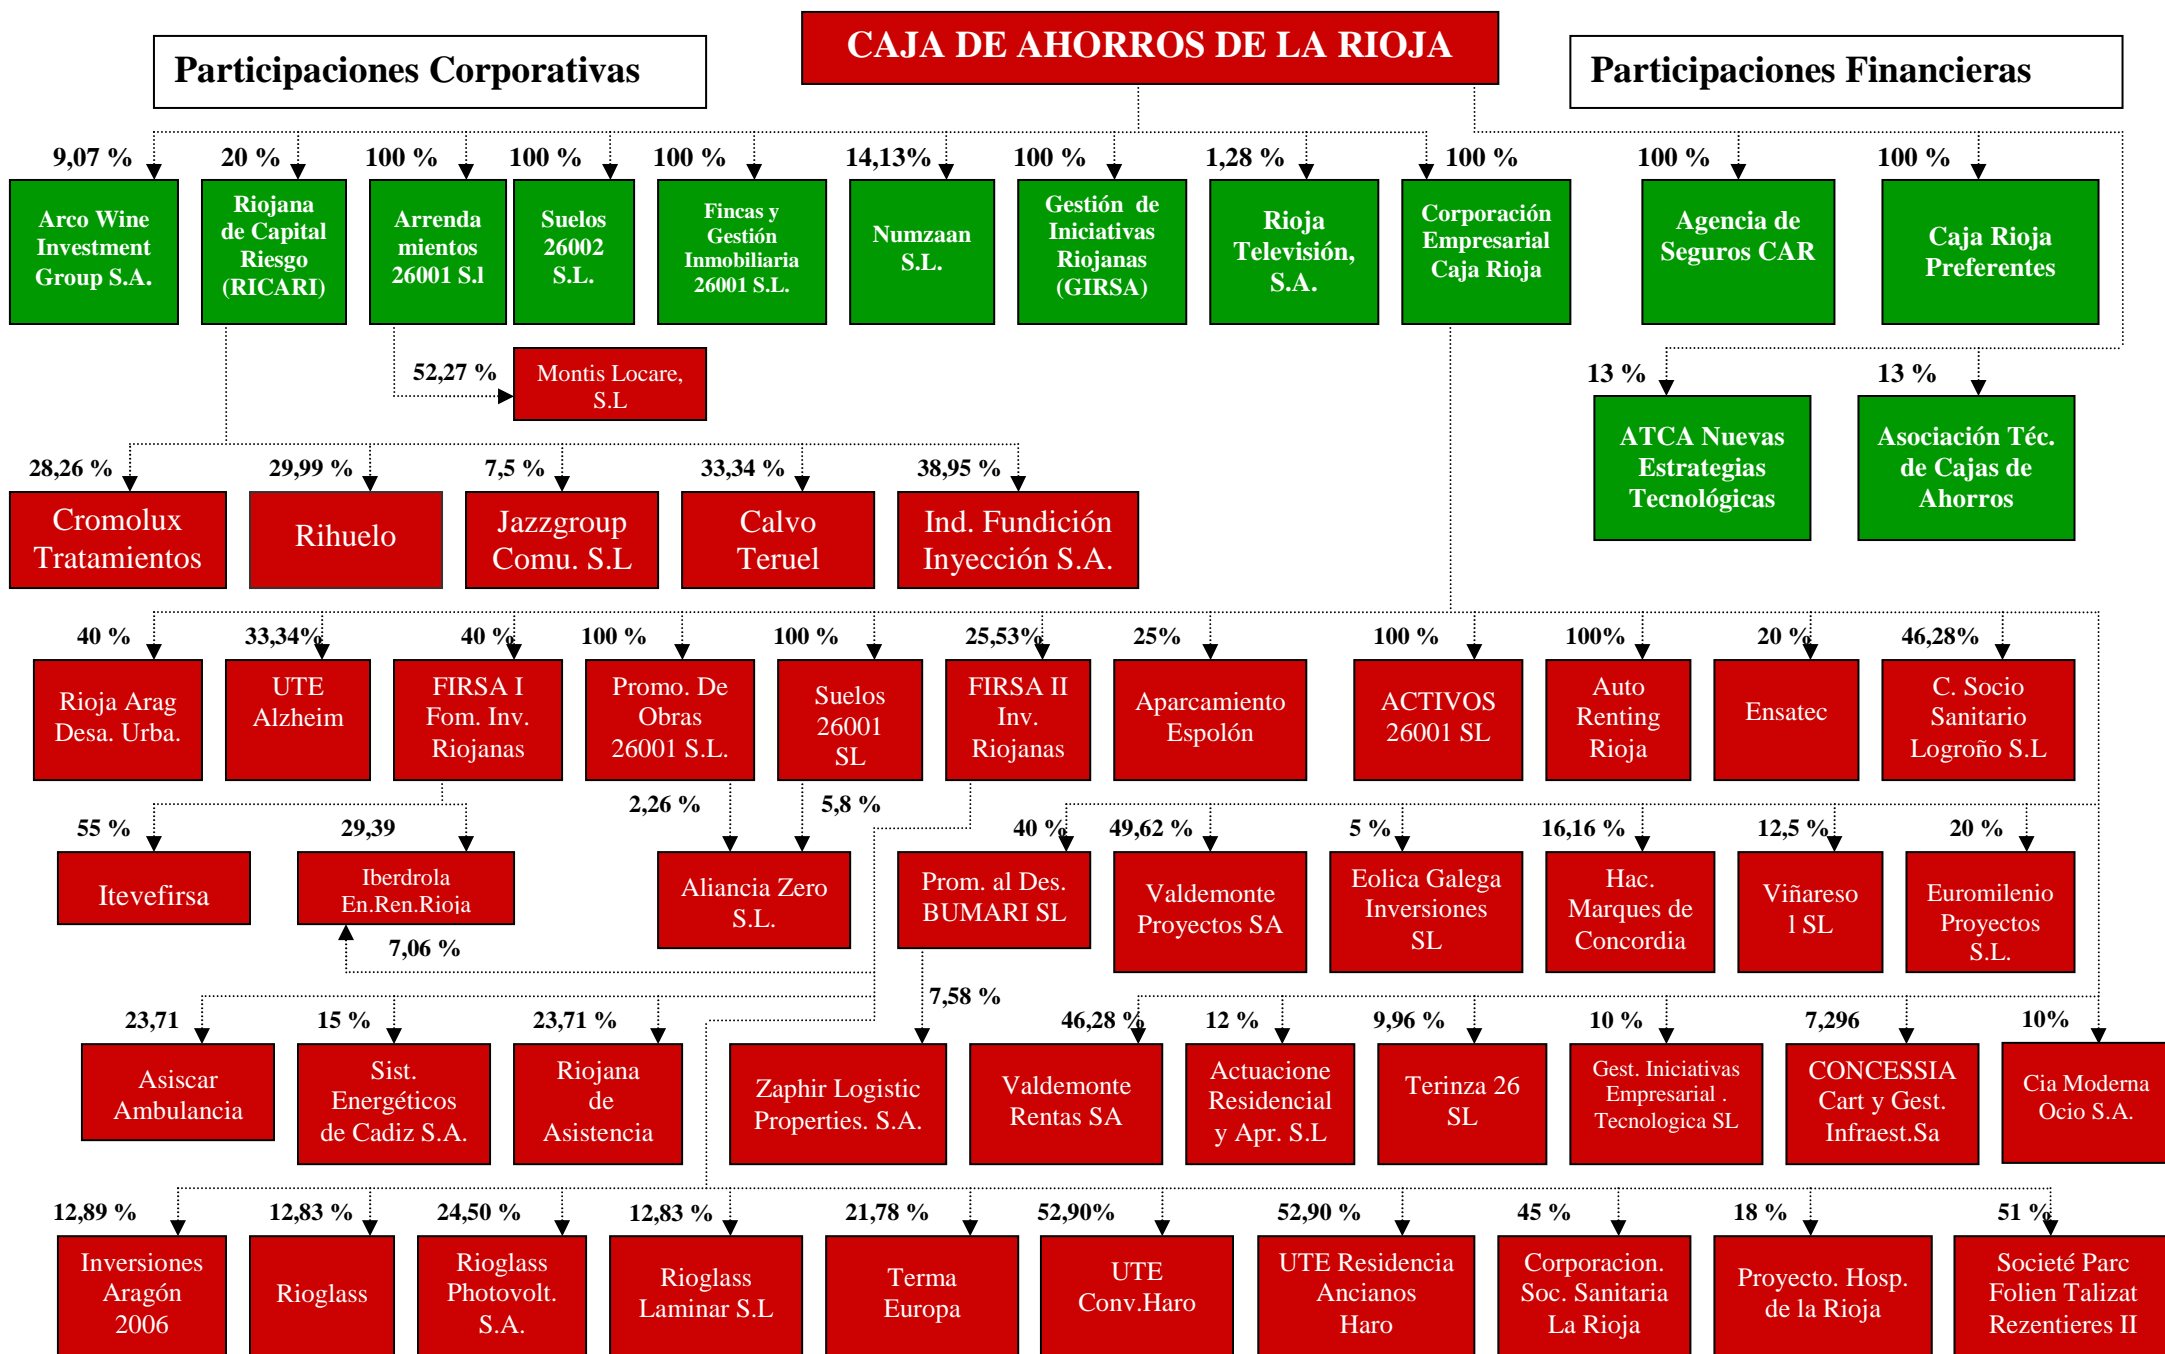 CAJA DE AHORROS DE LA RIOJA
Participaciones Corporativas
Participaciones Financieras
9,07 %
20 %
100 %
100 %
100 %
14,13%
100 %
1,28 %
100 %
100 %
100 %
Arco Wine
Investment
Group S.A.
Riojana
de Capital
Riesgo
(RICARI)
Arrenda
mientos
26001 S.l
Suelos
26002
S.L.
Fincas y
Gestión
Inmobiliaria
26001 S.L.
Numzaan
S.L.
Gestión de
Iniciativas
Riojanas
(GIRSA)
Rioja
Televisión,
S.A.
Corporación
Empresarial
Caja Rioja
Agencia de
Seguros CAR
Caja Rioja
Preferentes
52,27 %
Montis Locare,
S.L
13 %
13 %
ATCA Nuevas
Estrategias
Tecnológicas
Asociación Téc.
de Cajas de
Ahorros
28,26 %
29,99 %
7,5 %
33,34 %
38,95 %
Cromolux
Tratamientos
Rihuelo
Jazzgroup
Comu. S.L
Calvo
Teruel
Ind. Fundición
Inyección S.A.
40 %
33,34%
40 %
100 %
100 %
25,53%
25%
100 %
100%
20 %
46,28%
Rioja Arag
Desa. Urba.
UTE
Alzheim
FIRSA I
Fom. Inv.
Riojanas
Promo. De
Obras
26001 S.L.
Suelos
26001
SL
FIRSA II
Inv.
Riojanas
Aparcamiento
Espolón
ACTIVOS
26001 SL
Auto
Renting
Rioja
Ensatec
C. Socio
Sanitario
Logroño S.L
55 %
29,39
2,26 %
5,8 %
40 %
49,62 %
5 %
16,16 %
12,5 %
20 %
Itevefirsa
Iberdrola
En.Ren.Rioja
Aliancia Zero
S.L.
Prom. al Des.
BUMARI SL
Valdemonte
Proyectos SA
Eolica Galega
Inversiones
SL
Hac.
Marques de
Concordia
Viñareso
l SL
Euromilenio
Proyectos
S.L.
7,06 %
7,58 %
23,71
15 %
23,71 %
46,28 %
12 %
9,96 %
10 %
7,296
10%
Asiscar
Ambulancia
Sist.
Energéticos
de Cadiz S.A.
Riojana
de
Asistencia
Zaphir Logistic
Properties. S.A.
Valdemonte
Rentas SA
Actuacione
Residencial
y Apr. S.L
Terinza 26
SL
Gest. Iniciativas
Empresarial .
Tecnologica SL
CONCESSIA
Cart y Gest.
Infraest.Sa
Cia Moderna
Ocio S.A.
12,89 %
12,83 %
24,50 %
12,83 %
21,78 %
52,90%
52,90 %
45 %
18 %
51 %
Inversiones
Aragón
2006
Rioglass
Rioglass
Photovolt.
S.A.
Rioglass
Laminar S.L
Terma
Europa
UTE
Conv.Haro
UTE Residencia
Ancianos
Haro
Corporacion.
Soc. Sanitaria
La Rioja
Proyecto. Hosp.
de la Rioja
Societé Parc
Folien Talizat
Rezentieres II